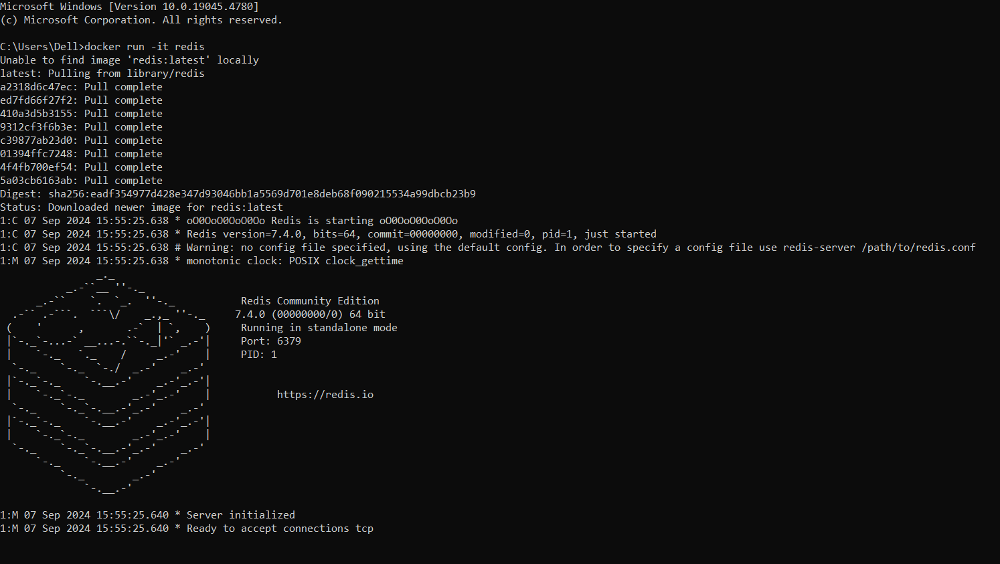 Microsoft Windows [Version 10.0.19045.4780]
(c) Microsoft Corporation. All rights reserved.
C:\Users\Dell>docker run -it redis
Unable to find image 'redis:latest' locally
latest: Pulling from library/redis
a2318d6c47ec: Pull complete
ed7fd66f27f2: Pull complete
410a3d5b3155: Pull complete
9312cf3f6b3e: Pull complete
c39877ab23d0: Pull complete
01394ffc7248: Pull complete
4f4fb700ef54: Pull complete
5a03cb6163ab: Pull complete
Digest: sha256:eadf354977d428e347d93046bb1a5569d701e8deb68f090215534a99dbcb23b9
Status: Downloaded newer image for redis:latest
1:C 07 Sep 2024 15:55:25.638 * oO0OoO0OoO0Oo Redis is starting oO0OoO0OoO0Oo
1:C 07 Sep 2024 15:55:25.638 * Redis version=7.4.0, bits=64, commit=00000000, modified=0, pid=1, just started
1:C 07 Sep 2024 15:55:25.638 # Warning: no config file specified, using the default config. In order to specify a config file use redis-server /path/to/redis.conf
1:M 07 Sep 2024 15:55:25.638 * monotonic clock: POSIX clock_gettime
Redis Community Edition
7.4.0 (00000000/0) 64 bit
Running in standalone mode
Port: 6379
PID: 1
https://redis.io
1:M 07 Sep 2024 15:55:25.640 * Server initialized
1:M 07 Sep 2024 15:55:25.640 * Ready to accept connections tcp